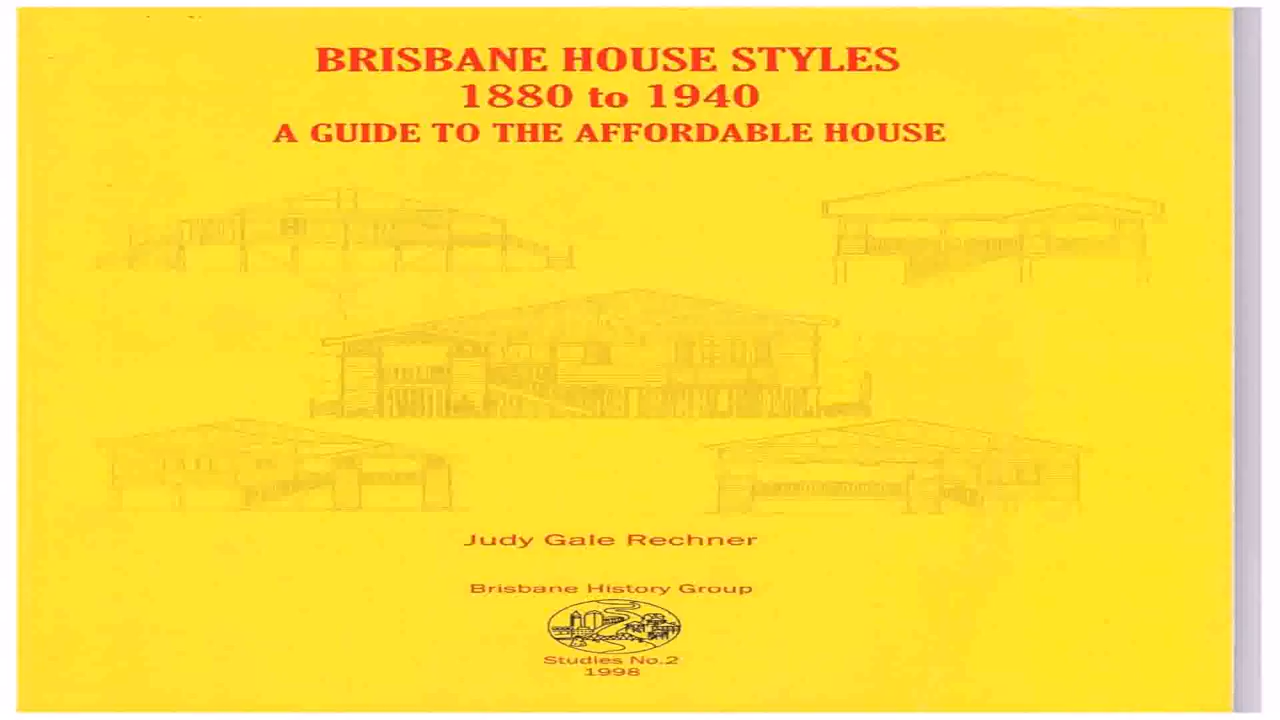 BRISBANE HOUSE STYLES
1880 to 1940
A GUIDE TO THE AFFORDABLE HOUSE
Judy Gale Rechner
Brisbane History Group
Studies No.2
1998